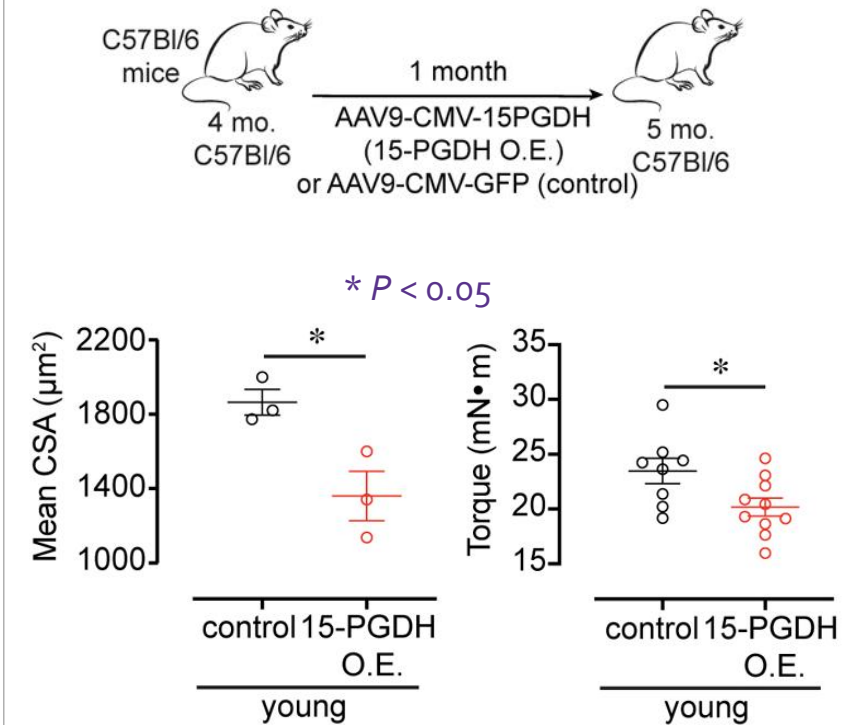 C57Bl/6
mice
4 mo.
C57Bl/6
1 month
AAV9-CMV-15PGDH
(15-PGDH O.E.)
or AAV9-CMV-GFP (control)
5 mo.
C57Bl/6
* P < 0.05
Mean CSA (µm²)
2200
1800
1400
1000
*
control
15-PGDH
O.E.
young
Torque (mN•m)
35
30
25
20
15
*
control
15-PGDH
O.E.
young